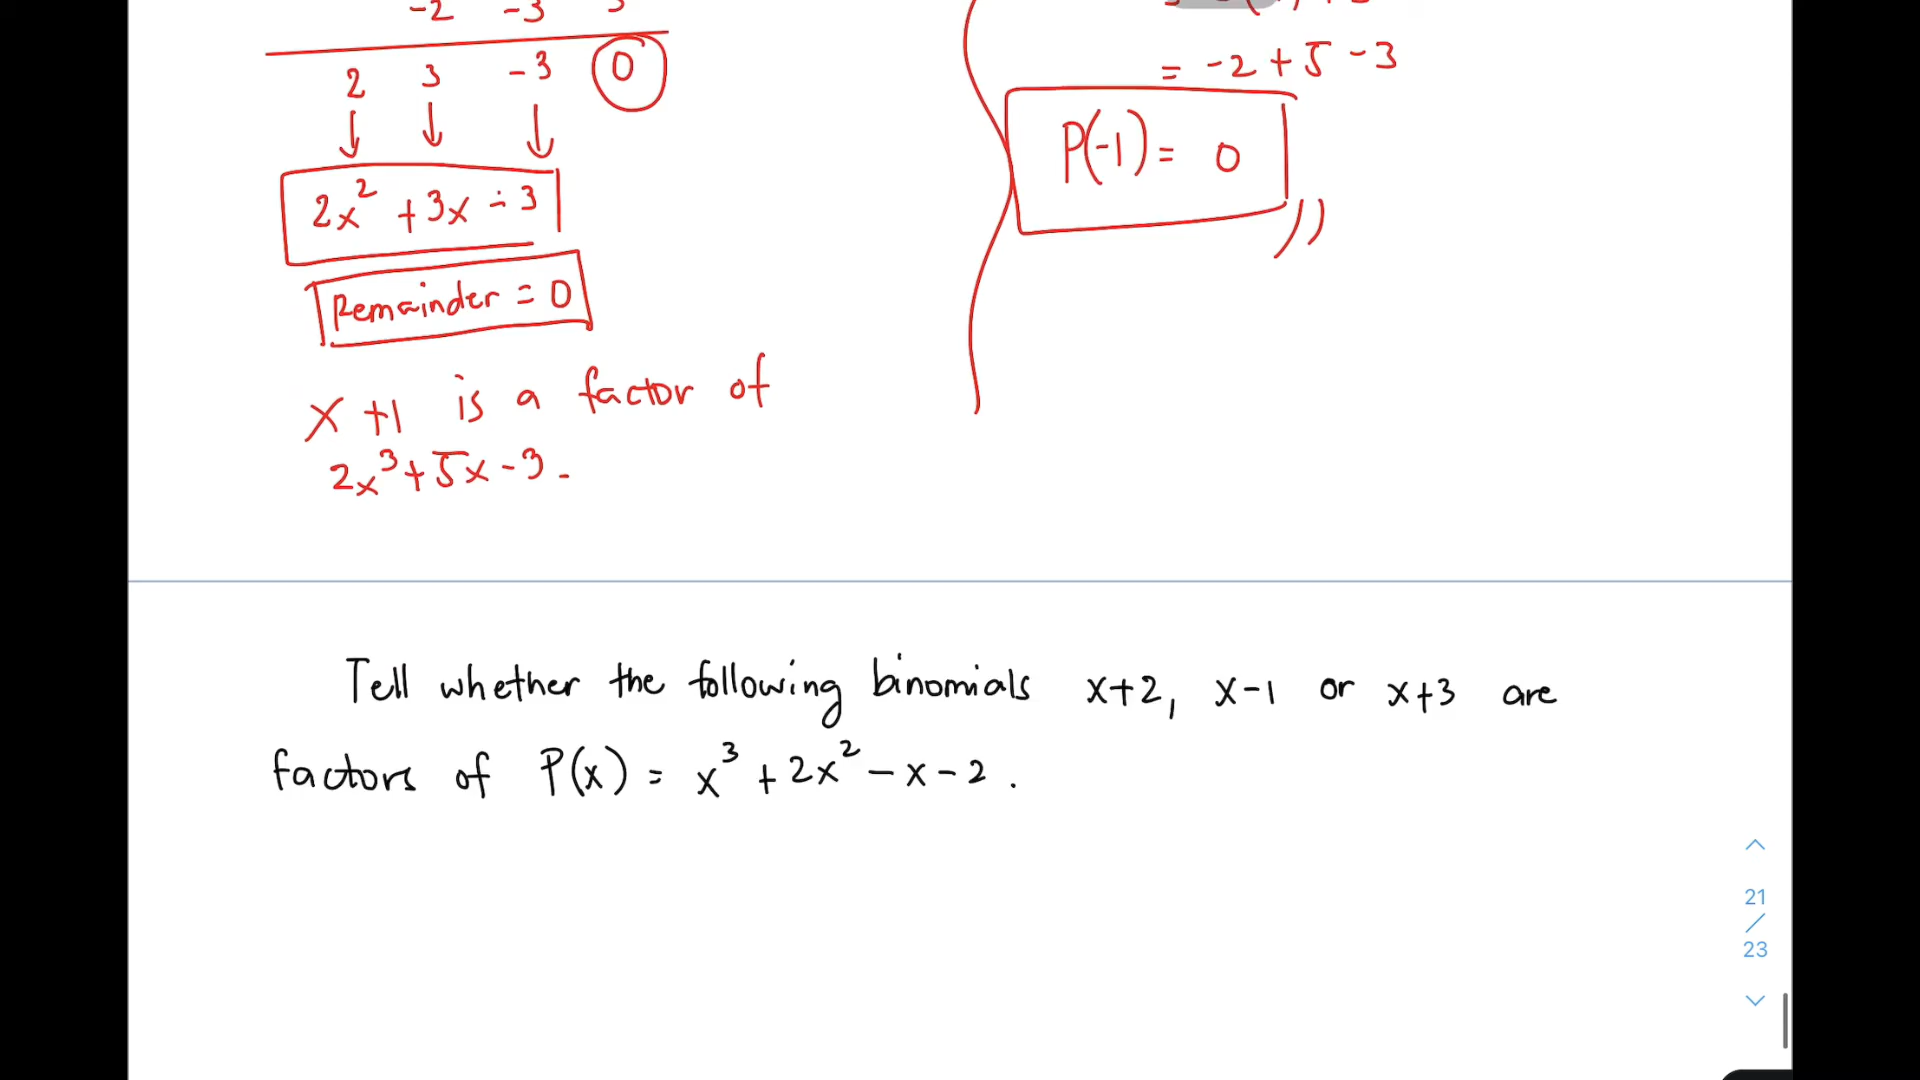 -2 -3
= -2 + 5 - 3
2 3 -3 0
P(-1) = 0
2x² + 3x - 3
Remainder = 0
x + 1 is a factor of
2x³ + 5x - 3.
Tell whether the following binomials x+2, x-1 or x+3 are
factors of P(x) = x³ + 2x² - x - 2.
21
/
23